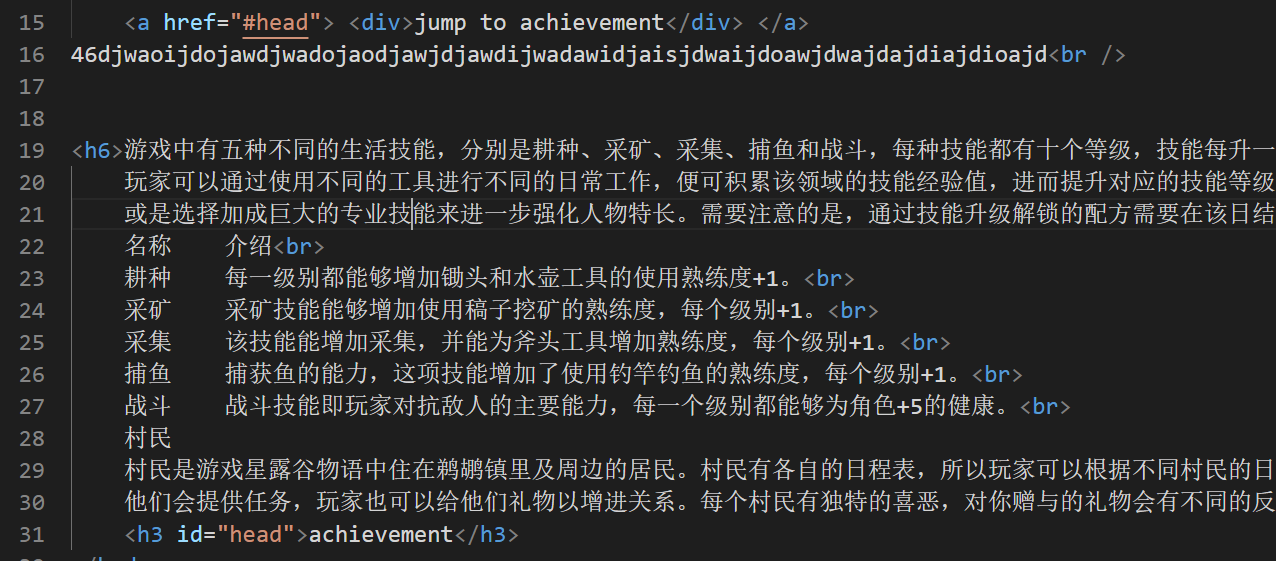 15 <a href="#head"> <div>jump to achievement</div> </a>
16 46djwaoijdojawdjwadojaodjawjdjawdijwadawidjaisjdwaijdoawjdwajdajdiajdioajd<br />
17
18
19 <h6>游戏中有五种不同的生活技能，分别是耕种、采矿、采集、捕鱼和战斗，每种技能都有十个等级，技能每升一
20 玩家可以通过使用不同的工具进行不同的日常工作，便可积累该领域的技能经验值，进而提升对应的技能等级
21 或是选择加成巨大的专业技能来进一步强化人物特长。需要注意的是，通过技能升级解锁的配方需要在该日结
22 名称 介绍<br>
23 耕种 每一级别都能够增加锄头和水壶工具的使用熟练度+1。<br>
24 采矿 采矿技能能够增加使用稿子挖矿的熟练度，每个级别+1。<br>
25 采集 该技能能增加采集，并能为斧头工具增加熟练度，每个级别+1。<br>
26 捕鱼 捕获鱼的能力，这项技能增加了使用钓竿钓鱼的熟练度，每个级别+1。<br>
27 战斗 战斗技能即玩家对抗敌人的主要能力，每一个级别都能够为角色+5的健康。<br>
28 村民
29 村民是游戏星露谷物语中住在鹈鹕镇里及周边的居民。村民有各自的日程表，所以玩家可以根据不同村民的日
30 他们会提供任务，玩家也可以给他们礼物以增进关系。每个村民有独特的喜恶，对你赠与的礼物会有不同的反
31 <h3 id="head">achievement</h3>